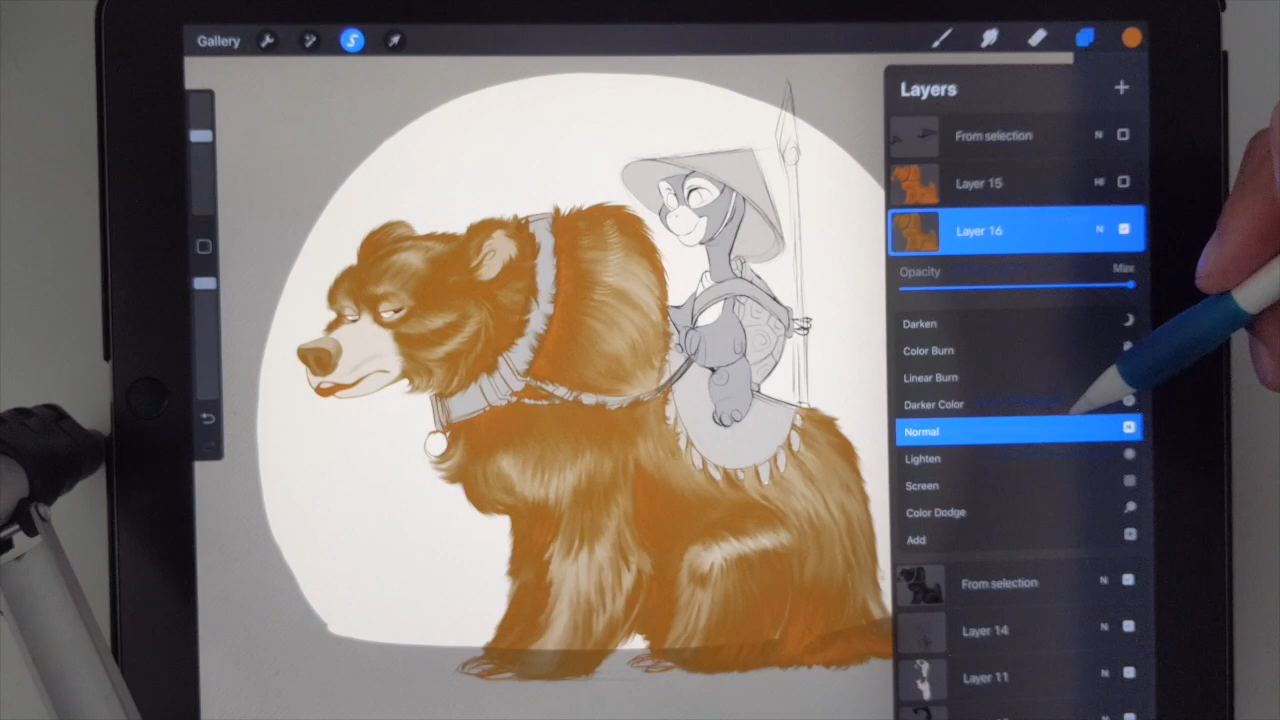 Gallery
S
Layers
From selection N
Layer 15 Hl
Layer 16 N
Opacity Max
Darken
Color Burn
Linear Burn
Darker Color
Normal N
Lighten
Screen
Color Dodge
Add
From selection N
Layer 14 N
Layer 11 N